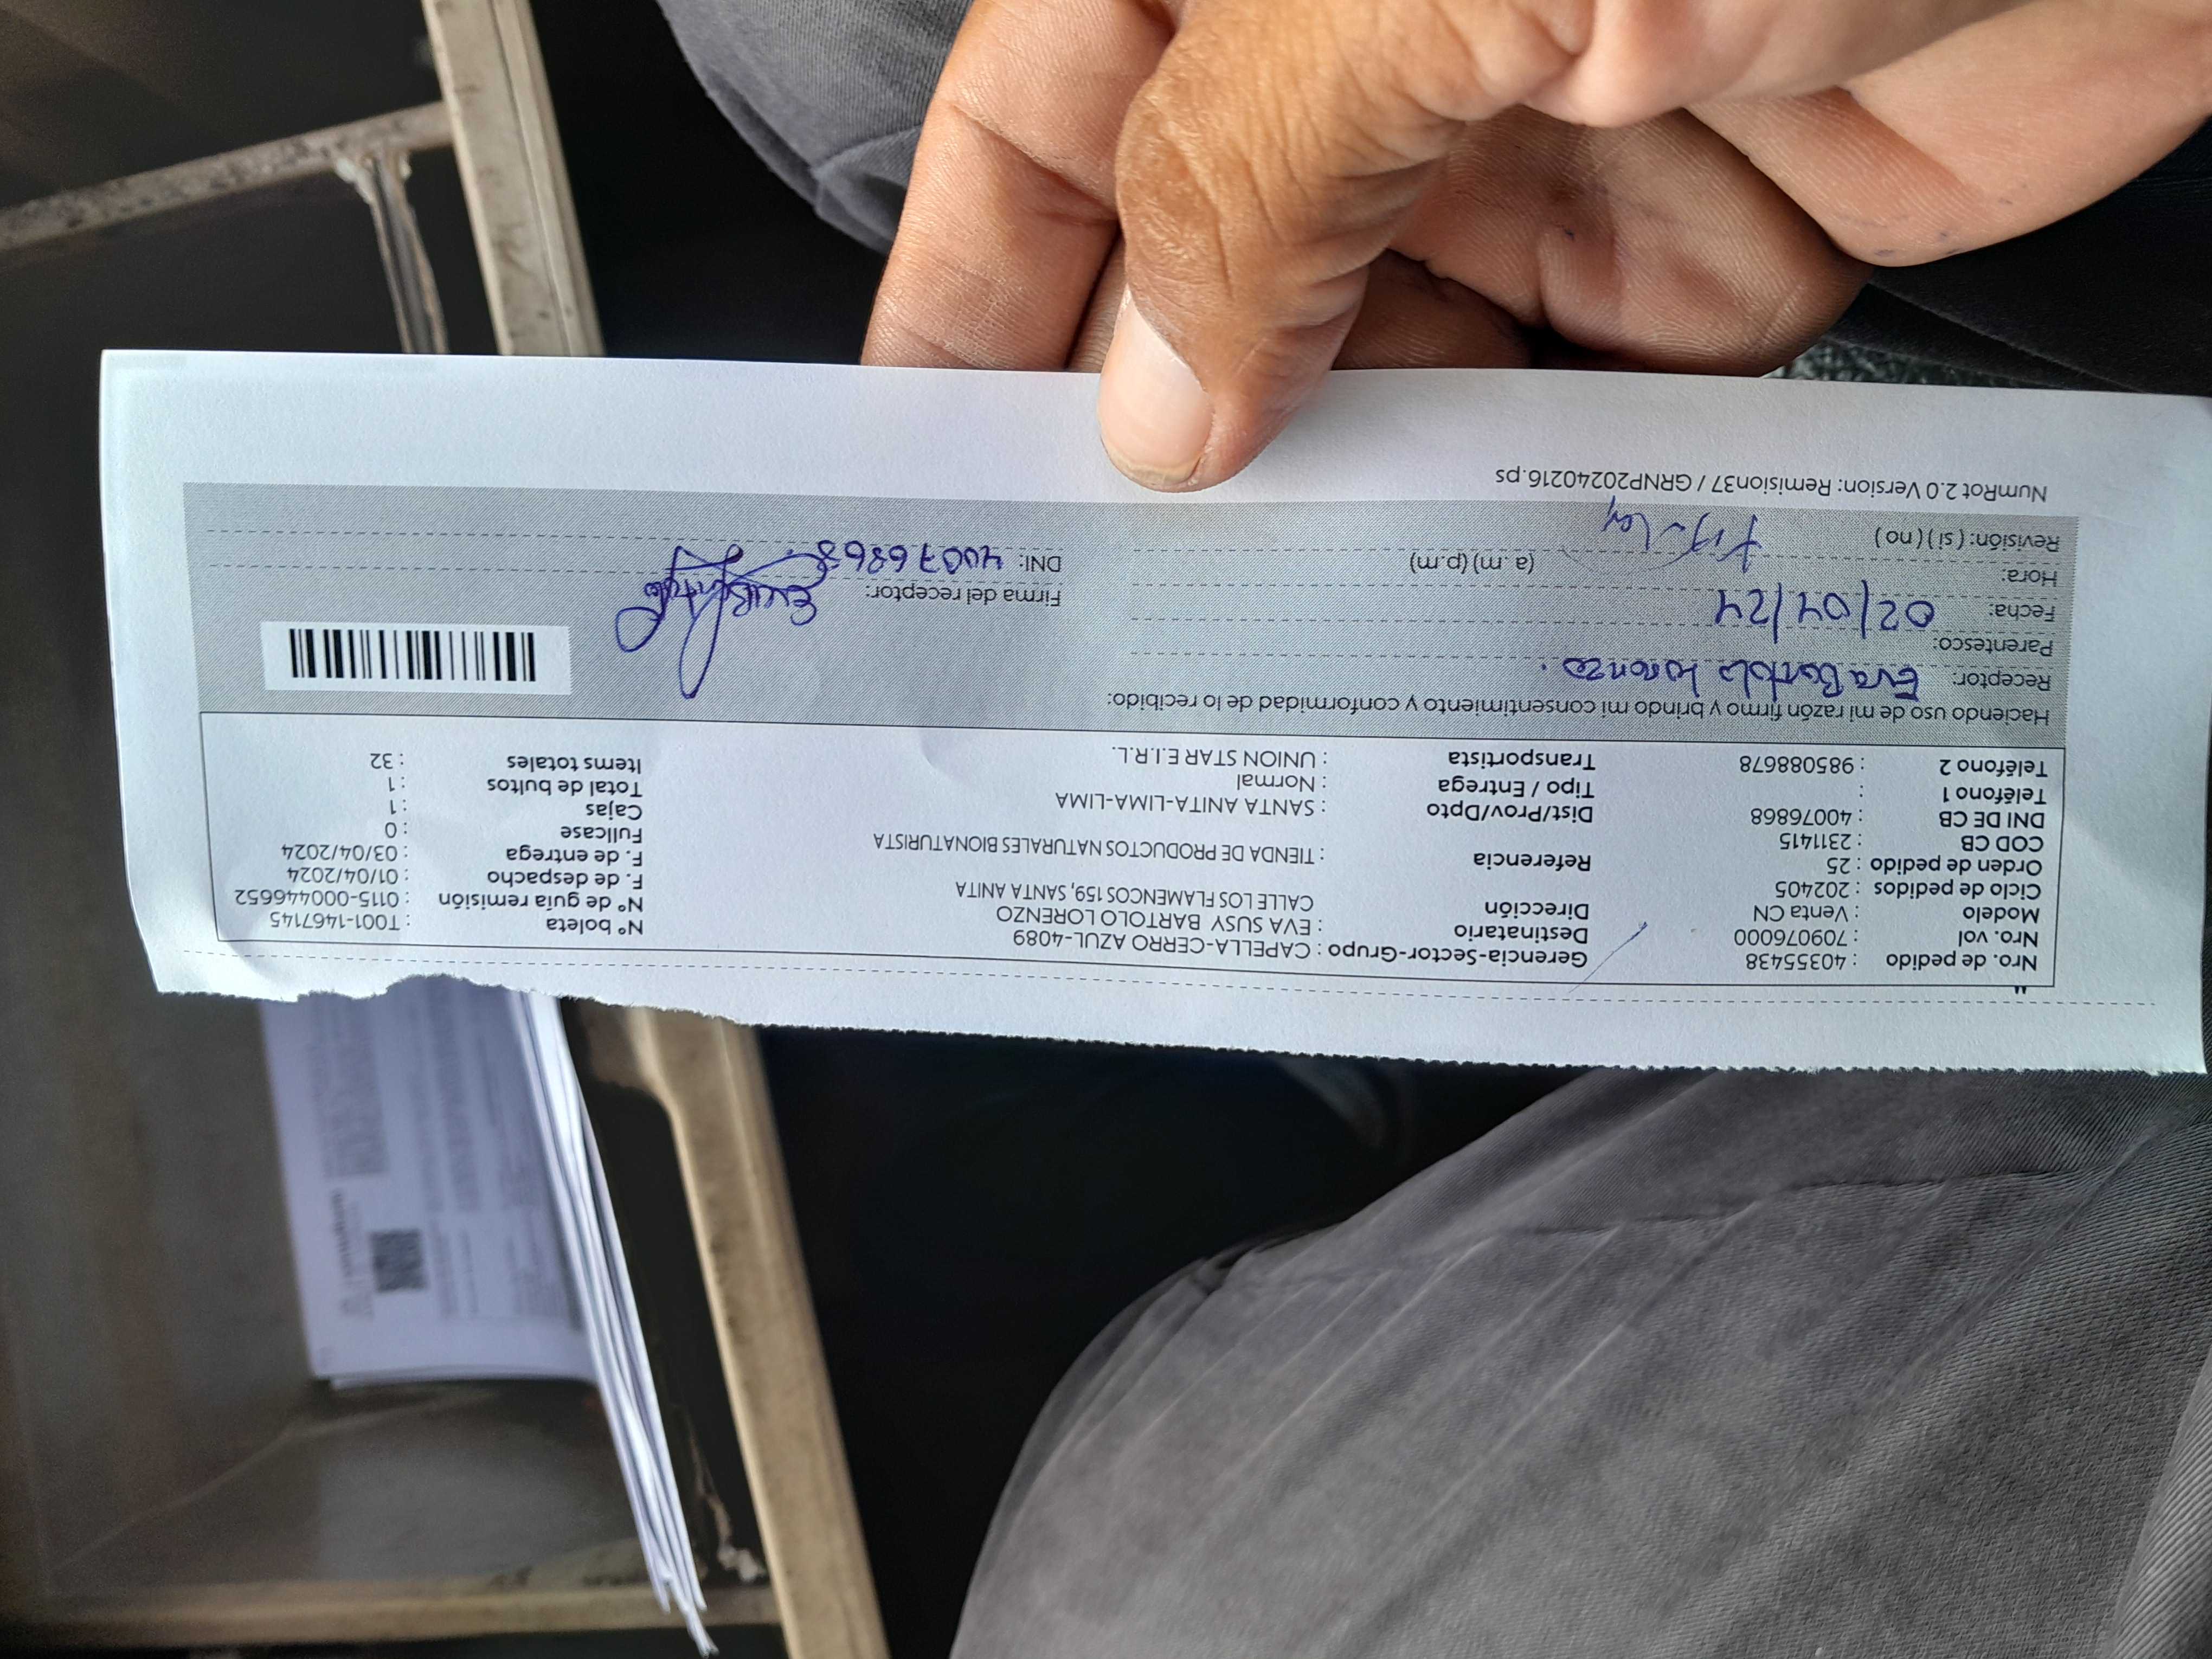 Nro. de pedido : 40355438 Gerencia-Sector-Grupo : CAPELLA-CERRO AZUL-4089 N° boleta : T001-1467145
Nro. vol : 709076000 Destinatario : EVA SUSY BARTOLO LORENZO N° de guía remisión : 0115-000446652
Modelo : Venta CN Dirección CALLE LOS FLAMENCOS 159, SANTA ANITA F. de despacho : 01/04/2024
Ciclo de pedidos : 202405 F. de entrega : 03/04/2024
Orden de pedido : 25 Referencia : TIENDA DE PRODUCTOS NATURALES BIONATURISTA Fullcase : 0
COD CB : 2311415 Cajas : 1
DNI DE CB : 40076868 Dist/Prov/Dpto : SANTA ANITA-LIMA-LIMA Total de bultos : 1
Teléfono 1 : Tipo / Entrega : Normal Items totales : 32
Teléfono 2 : 985088678 Transportista : UNION STAR E.I.R.L.
Haciendo uso de mi razón firmo y brindo mi consentimiento y conformidad de lo recibido:
Receptor: Eva Bartolo Lorenzo.
Parentesco:
Fecha: 02/04/24 Firma del receptor:
Hora: (a.m) (p.m) DNI: 40076868
Revisión: ( si ) ( no )
NumRot 2.0 Version: Remision37 / GRNP20240216.ps